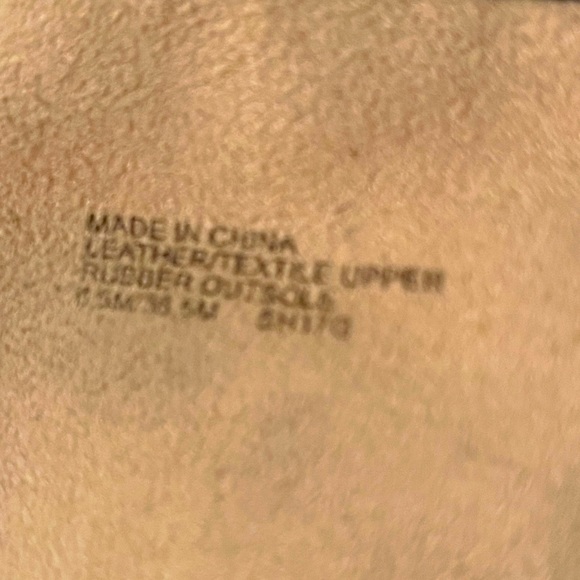 MADE IN CHINA
LEATHER/TEXTILE UPPER
RUBBER OUTSOLE